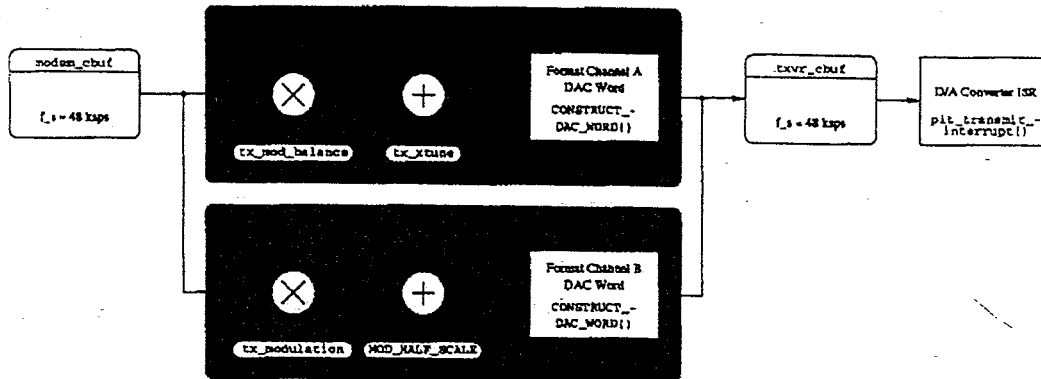 modem_cbuf
f_s = 48 ksps
tx_mod_balance
tx_xtune
Format Channel A
DAC Word
CONSTRUCT_-
DAC_WORD()
tx_modulation
MOD_HALF_SCALE
Format Channel B
DAC Word
CONSTRUCT_-
DAC_WORD()
txvr_cbuf
f_s = 48 ksps
D/A Converter ISR
pit_transmit_-
interrupt()